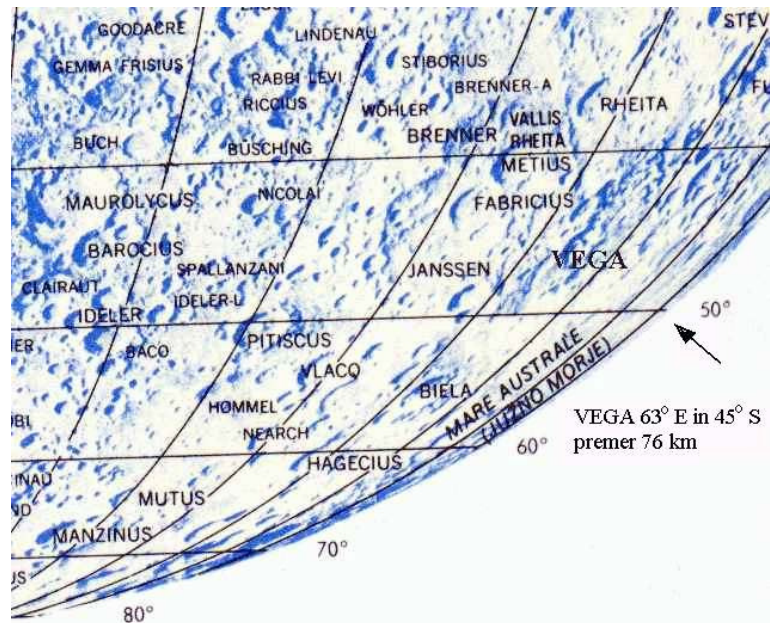 GOODACRE
LINDENAU
STEV
GEMMA FRISIUS
STIBORIUS
RABBI LEVI
BRENNER-A
RICCIUS
WÖHLER
VALLIS
RHEITA
RHEITA
BUCH
BÜSCHING
BRENNER
METIUS
MAUROLYCUS
NICOLAI
FABRICIUS
BAROCIUS
SPALLANZANI
JANSSEN
VEGA
CLAIRAUT
IDELER-L
IDELER
50°
PITISCUS
BACO
VLACQ
BIELA
MARE AUSTRALE
(JUŽNO MORJE)
HOMMEL
VEGA 63° E in 45° S
premer 76 km
NEARCH
60°
HAGECIUS
MUTUS
MANZINUS
70°
80°